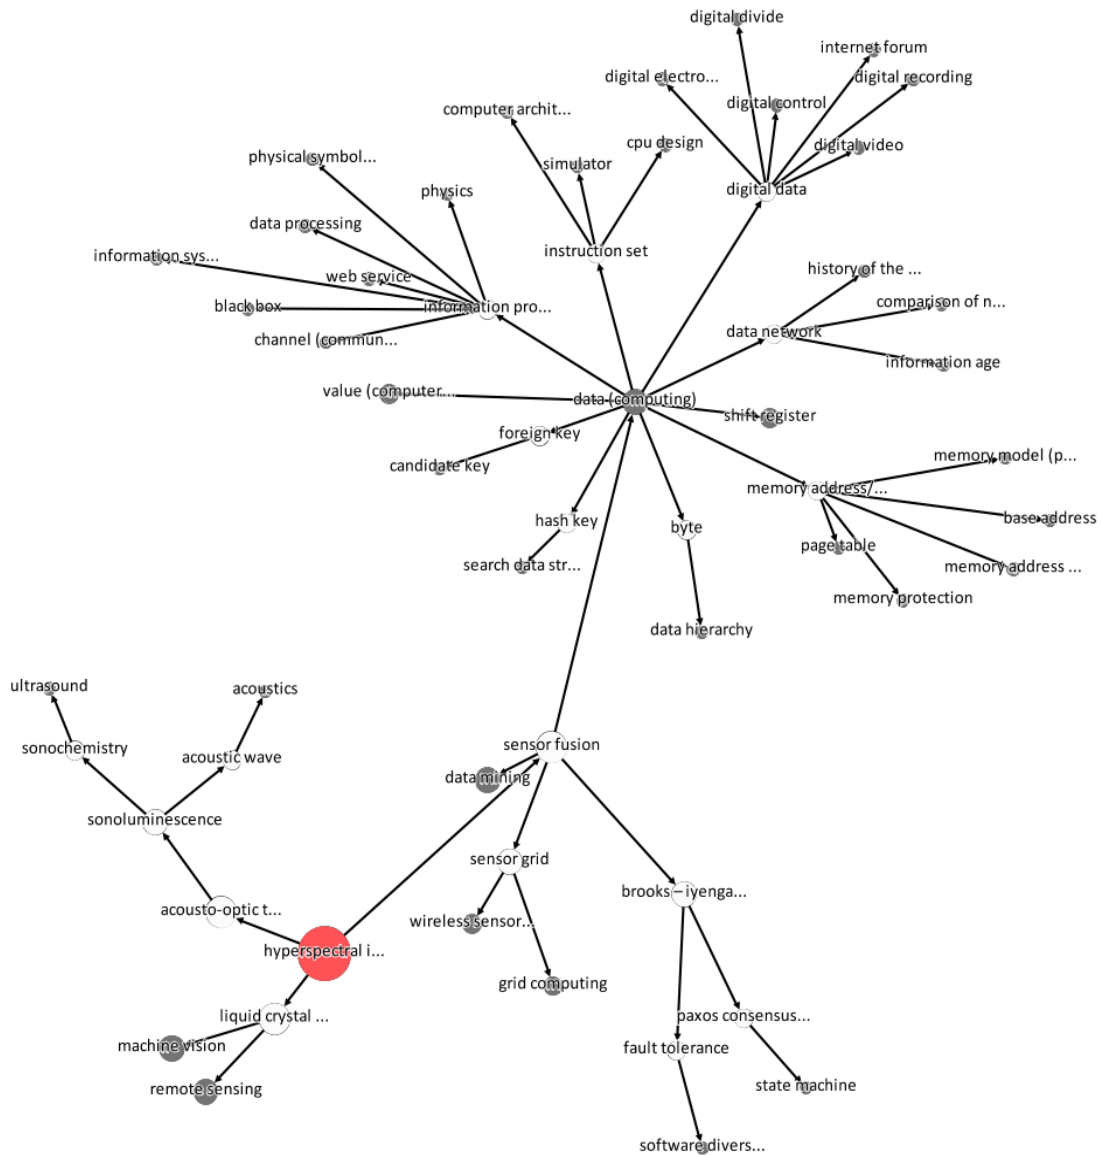 digital divide
internet forum
digital electro...
digital recording
digital control
computer archit...
cpu design
digital video
physical symbol...
simulator
physics
digital data
data processing
information sys...
instruction set
history of the ...
web service
black box
information pro...
comparison of n...
channel (commun...
data network
information age
value (computer....
data (computing)
shift register
foreign key
candidate key
memory model (p...
memory address/...
hash key
byte
base address
page table
search data str...
memory address ...
memory protection
data hierarchy
ultrasound
acoustics
sonochemistry
acoustic wave
sensor fusion
data mining
sonoluminescence
sensor grid
brooks – iyenga...
acousto-optic t...
wireless sensor...
hyperspectral i...
grid computing
liquid crystal ...
paxos consensus...
machine vision
fault tolerance
remote sensing
state machine
software divers...